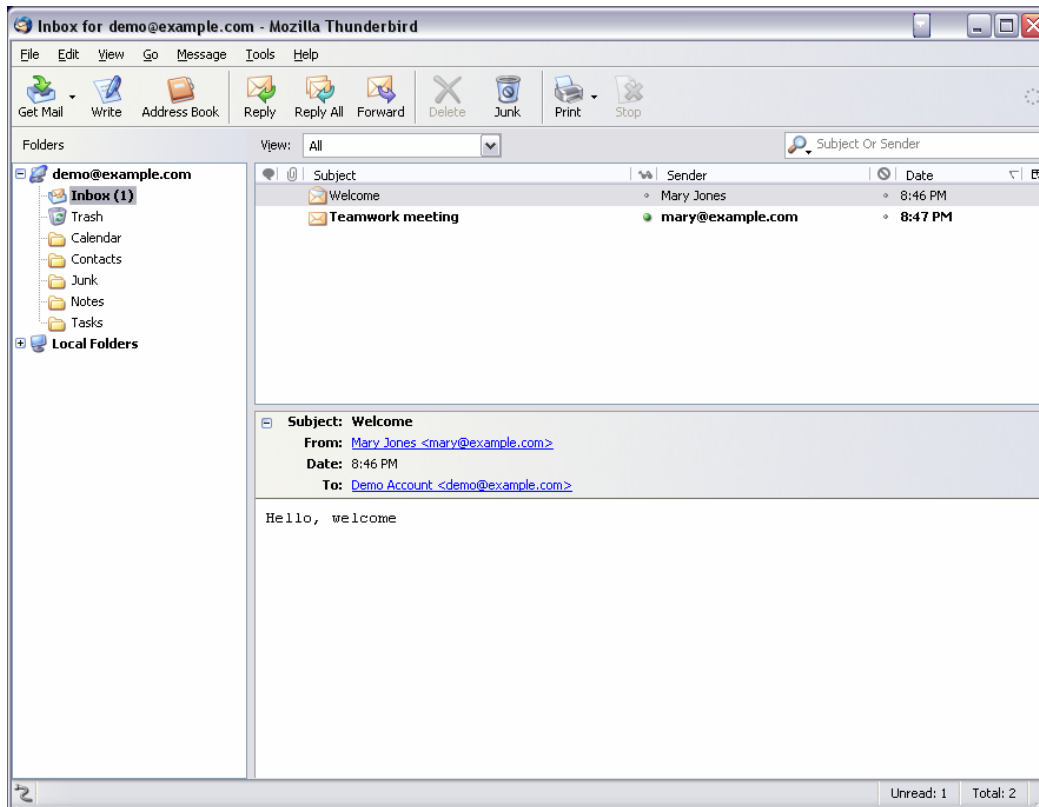 Inbox for demo@example.com - Mozilla Thunderbird
File Edit View Go Message Tools Help
Get Mail Write Address Book Reply Reply All Forward Delete Junk Print Stop
Folders View: All Subject Or Sender
demo@example.com
Inbox (1)
Trash
Calendar
Contacts
Junk
Notes
Tasks
Local Folders
Subject Sender Date
Welcome Mary Jones 8:46 PM
Teamwork meeting mary@example.com 8:47 PM
Subject: Welcome
From: Mary Jones <mary@example.com>
Date: 8:46 PM
To: Demo Account <demo@example.com>
Hello, welcome
Unread: 1 Total: 2